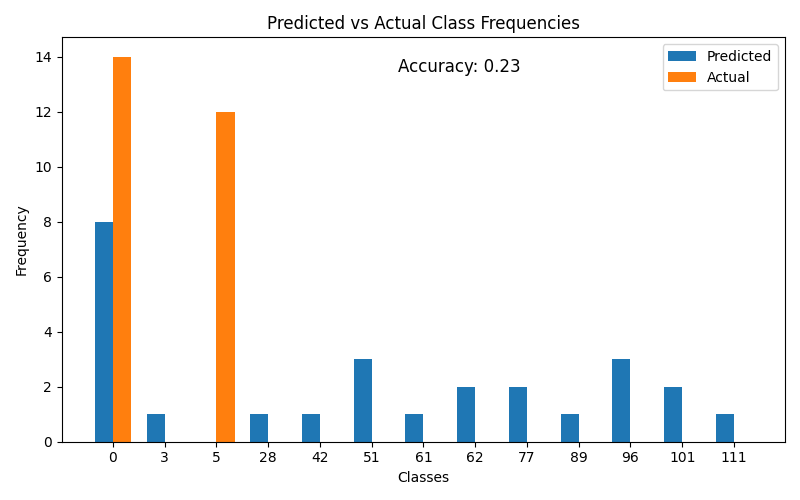 Predicted vs Actual Class Frequencies
Accuracy: 0.23
Predicted
Actual
Frequency
14
12
10
8
6
4
2
0
0 3 5 28 42 51 61 62 77 89 96 101 111
Classes